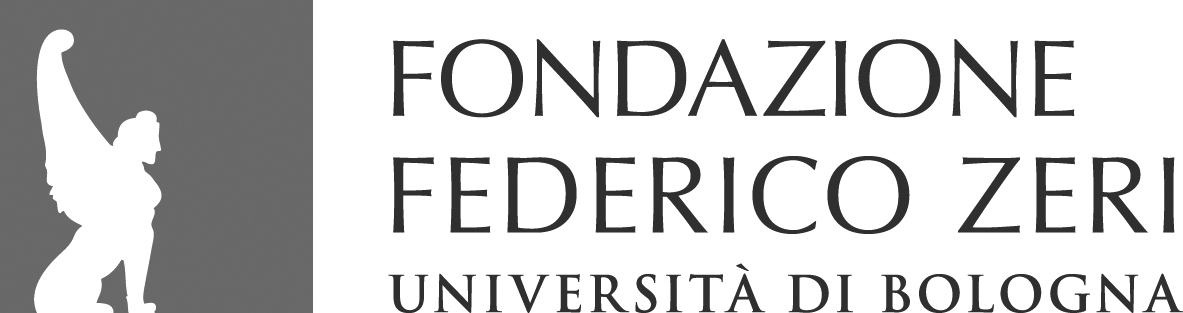 FONDAZIONE
FEDERICO ZERI
UNIVERSITÀ DI BOLOGNA